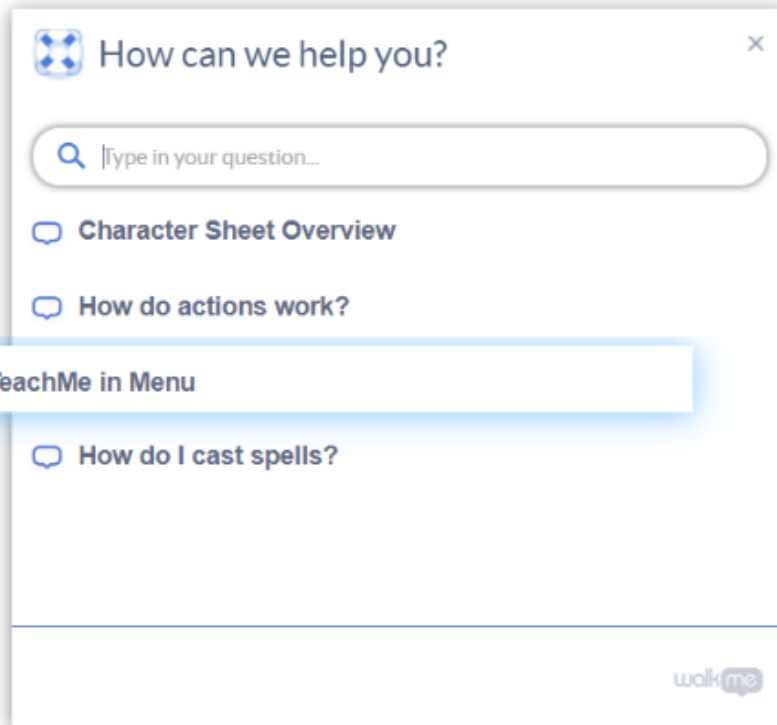 How can we help you?
Type in your question...
Character Sheet Overview
How do actions work?
TeachMe in Menu
How do I cast spells?
walkme